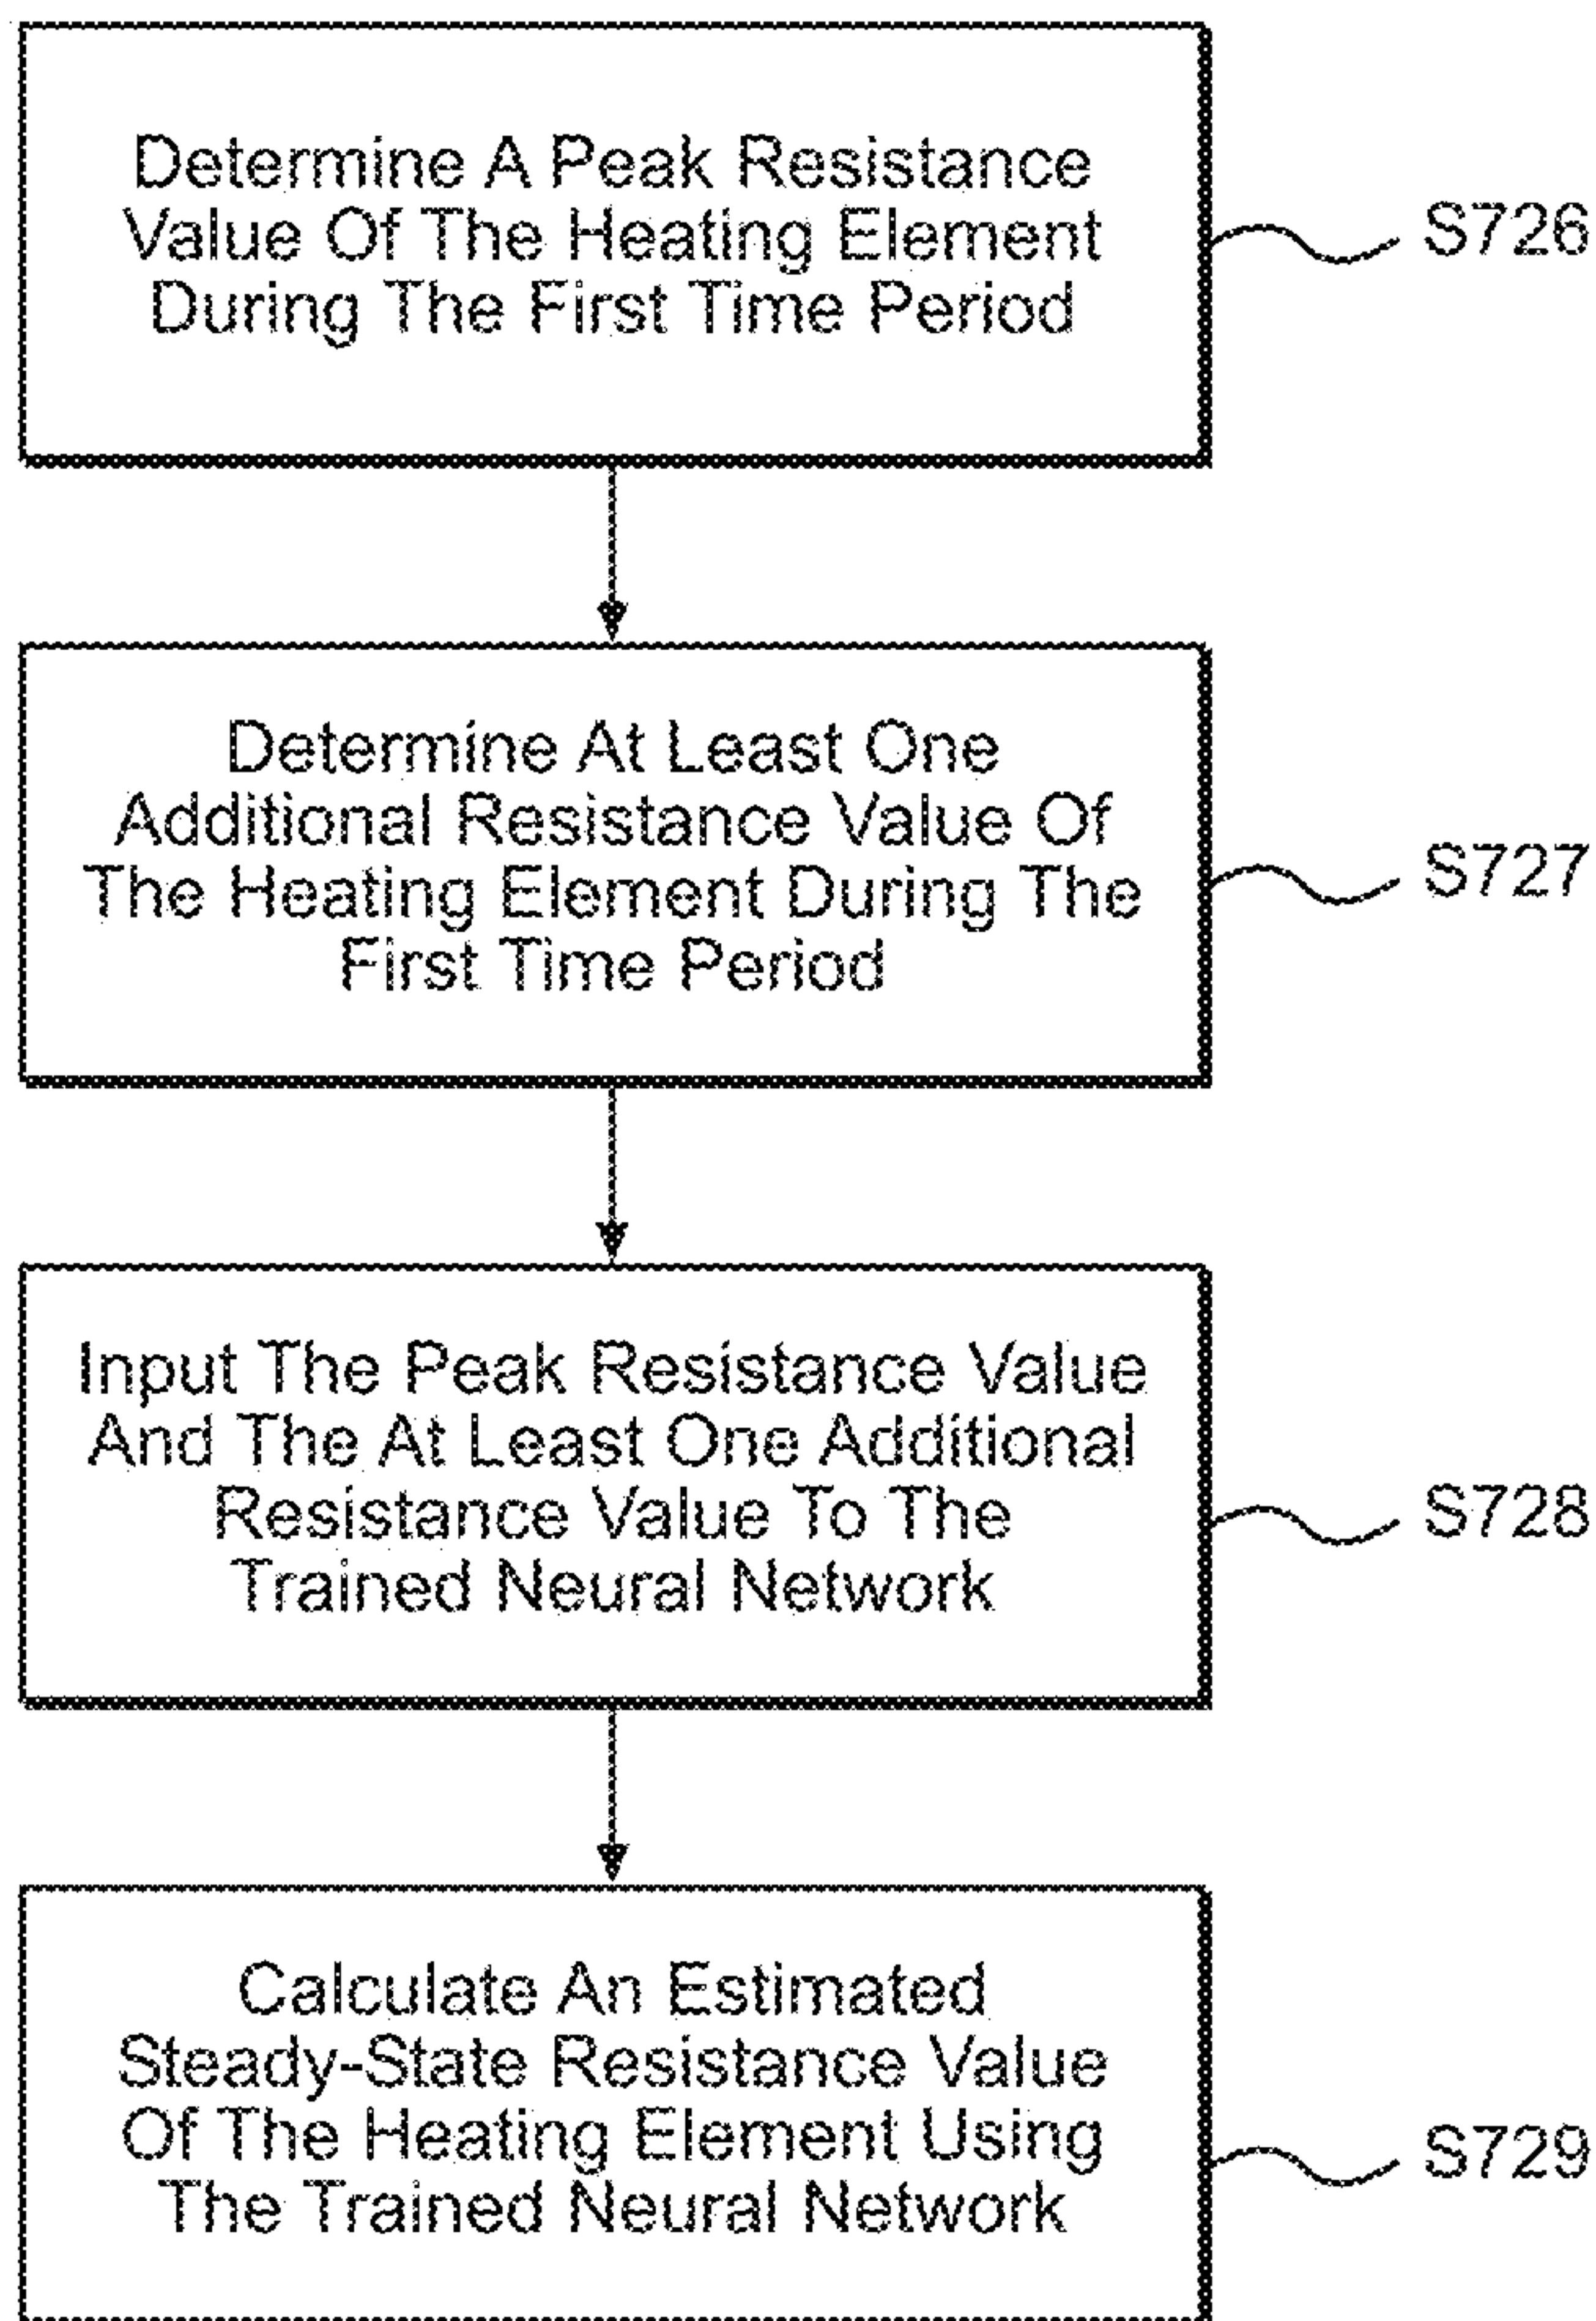 Determine A Peak Resistance
Value Of The Heating Element
During The First Time Period
S726
Determine At Least One
Additional Resistance Value Of
The Heating Element During The
First Time Period
S727
Input The Peak Resistance Value
And The At Least One Additional
Resistance Value To The
Trained Neural Network
S728
Calculate An Estimated
Steady-State Resistance Value
Of The Heating Element Using
The Trained Neural Network
S729